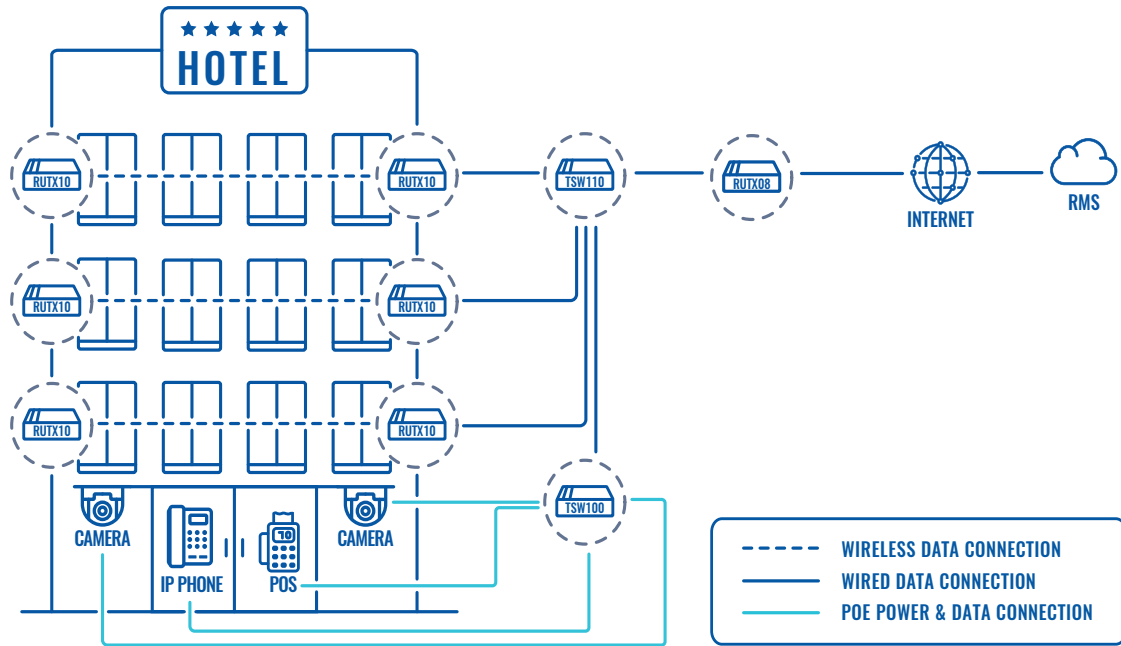 HOTEL
RUTX10
RUTX10
TSW110
RUTX08
INTERNET
RMS
RUTX10
RUTX10
RUTX10
RUTX10
TSW100
CAMERA
IP PHONE
POS
CAMERA
WIRELESS DATA CONNECTION
WIRED DATA CONNECTION
POE POWER & DATA CONNECTION